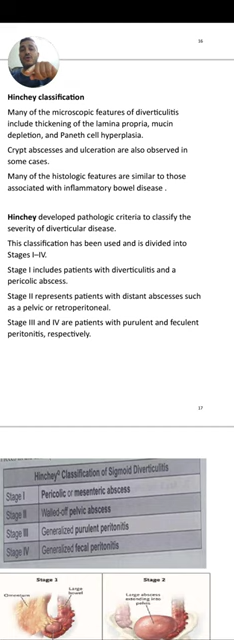 16
Hinchey classification
Many of the microscopic features of diverticulitis
include thickening of the lamina propria, mucin
depletion, and Paneth cell hyperplasia.
Crypt abscesses and ulceration are also observed in
some cases.
Many of the histologic features are similar to those
associated with inflammatory bowel disease .
Hinchey developed pathologic criteria to classify the
severity of diverticular disease.
This classification has been used and is divided into
Stages I–IV.
Stage I includes patients with diverticulitis and a
pericolic abscess.
Stage II represents patients with distant abscesses such
as a pelvic or retroperitoneal.
Stage III and IV are patients with purulent and feculent
peritonitis, respectively.
17
Hinchey Classification of Sigmoid Diverticulitis
Stage I Pericolic or mesenteric abscess
Stage II Walled-off pelvic abscess
Stage III Generalized purulent peritonitis
Stage IV Generalized fecal peritonitis
Stage 1
Omentum
Large
bowel
Stage 2
Large abscess
extending into
pelvis